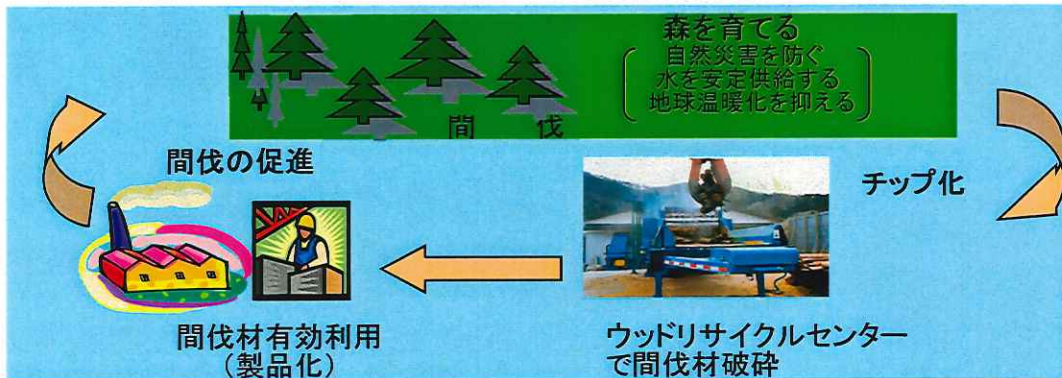 森を育てる
自然災害を防ぐ
水を安定供給する
地球温暖化を抑える
間 伐
間伐の促進
チップ化
間伐材有効利用
（製品化）
ウッドリサイクルセンター
で間伐材破砕